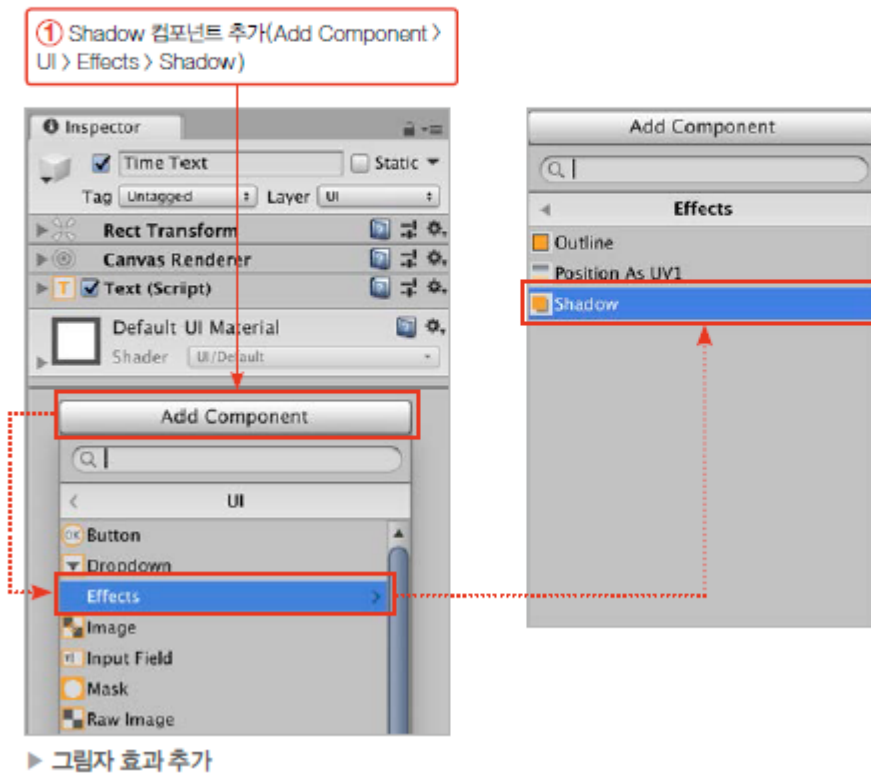 ① Shadow 컴포넌트 추가(Add Component >
UI > Effects > Shadow)
Inspector
Time Text
Static
Tag Untagged Layer UI
Rect Transform
Canvas Renderer
T Text (Script)
Default UI Material
Shader UI/Default
Add Component
UI
OK Button
Dropdown
Effects
Image
Input Field
Mask
Raw Image
Add Component
Effects
Outline
Position As UV1
Shadow
▶ 그림자 효과 추가